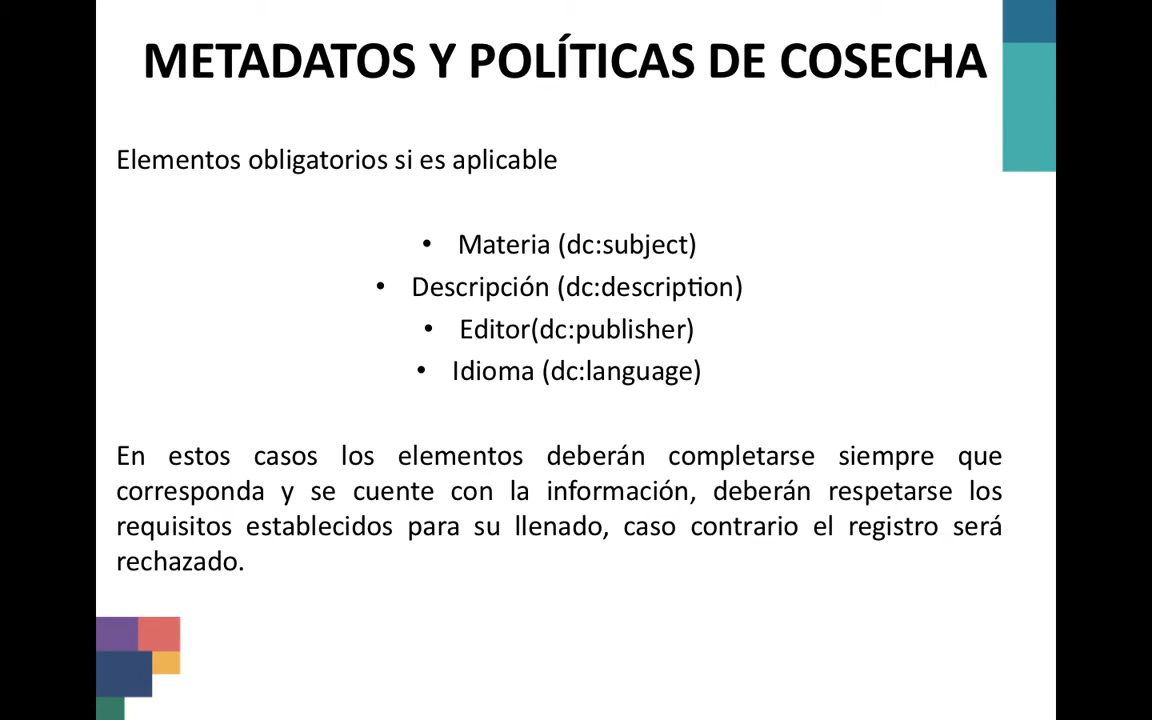 METADATOS Y POLÍTICAS DE COSECHA
Elementos obligatorios si es aplicable
• Materia (dc:subject)
• Descripción (dc:description)
• Editor(dc:publisher)
• Idioma (dc:language)
En estos casos los elementos deberán completarse siempre que
corresponda y se cuente con la información, deberán respetarse los
requisitos establecidos para su llenado, caso contrario el registro será
rechazado.